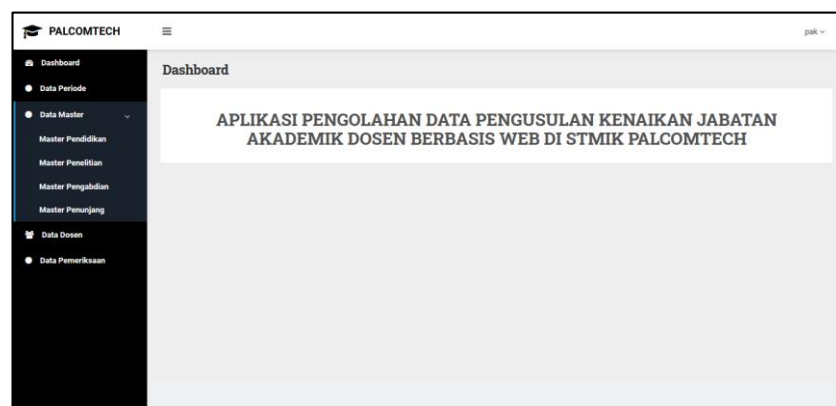 PALCOMTECH
pak
Dashboard
Data Periode
Data Master
Master Pendidikan
Master Penelitian
Master Pengabdian
Master Penunjang
Data Dosen
Data Pemeriksaan
Dashboard
APLIKASI PENGOLAHAN DATA PENGUSULAN KENAIKAN JABATAN
AKADEMIK DOSEN BERBASIS WEB DI STMIK PALCOMTECH